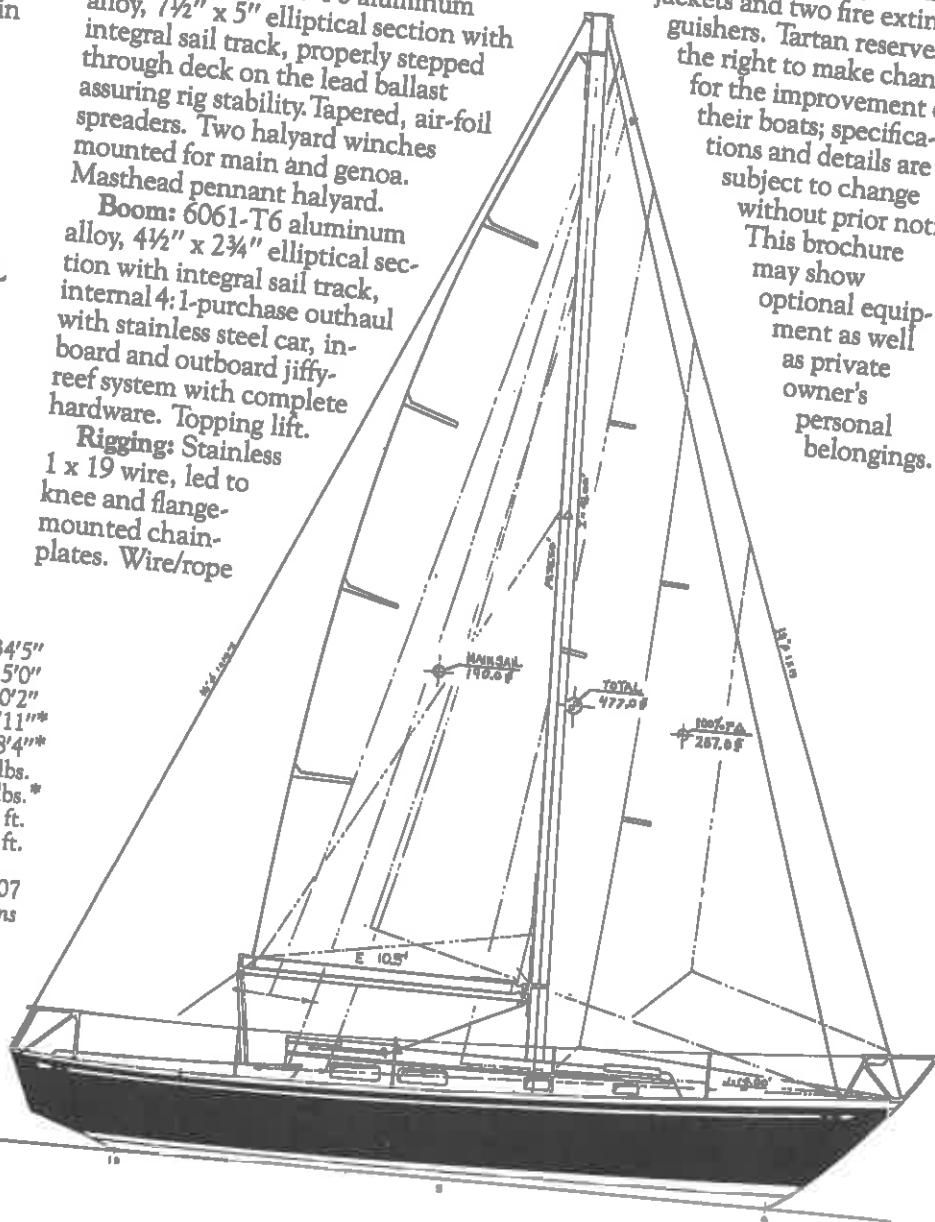 in
aluminum
alloy, 7½" x 5" elliptical section with
integral sail track, properly stepped
through deck on the lead ballast
assuring rig stability. Tapered, air-foil
spreaders. Two halyard winches
mounted for main and genoa.
Masthead pennant halyard.
Boom: 6061-T6 aluminum
alloy, 4½" x 2¾" elliptical sec-
tion with integral sail track,
internal 4:1-purchase outhaul
with stainless steel car, in-
board and outboard jiffy-
reef system with complete
hardware. Topping lift.
Rigging: Stainless
1 x 19 wire, led to
knee and flange-
mounted chain-
plates. Wire/rope
jackets and two fire extin-
guishers. Tartan reserve
the right to make chan
for the improvement
their boats; specifica-
tions and details are
subject to change
without prior not
This brochure
may show
optional equip-
ment as well
as private
owner's
personal
belongings.
34'5"
5'0"
0'2"
'11"*
8'4"*
lbs.
lbs.*
ft.
ft.
07
ns
MAINSAIL
190.0
TOTAL
477.0
100% F.A.
287.0
E 10.5'
10